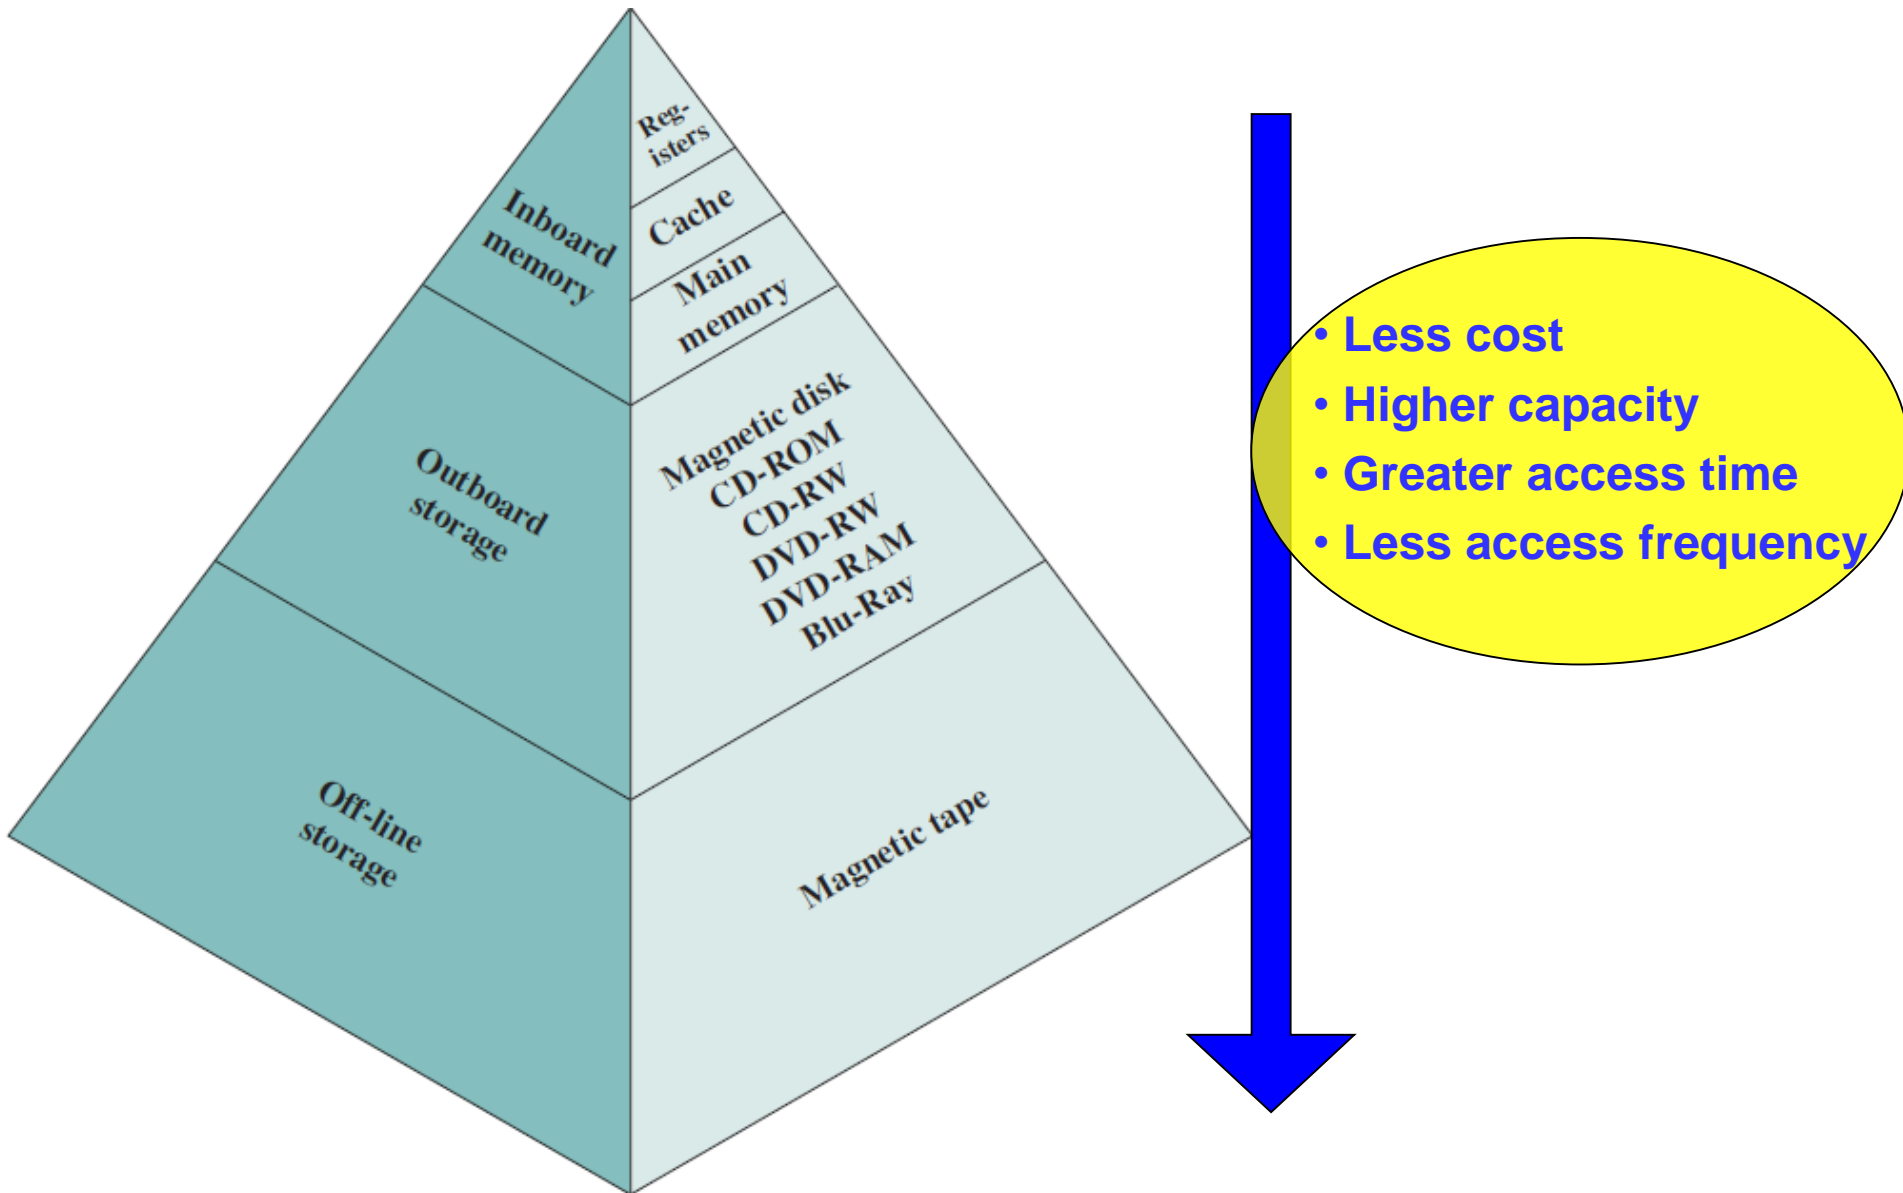 Reg-
isters
Cache
Main
memory
Inboard
memory
Magnetic disk
CD-ROM
CD-RW
DVD-RW
DVD-RAM
Blu-Ray
Outboard
storage
Magnetic tape
Off-line
storage
• Less cost
• Higher capacity
• Greater access time
• Less access frequency